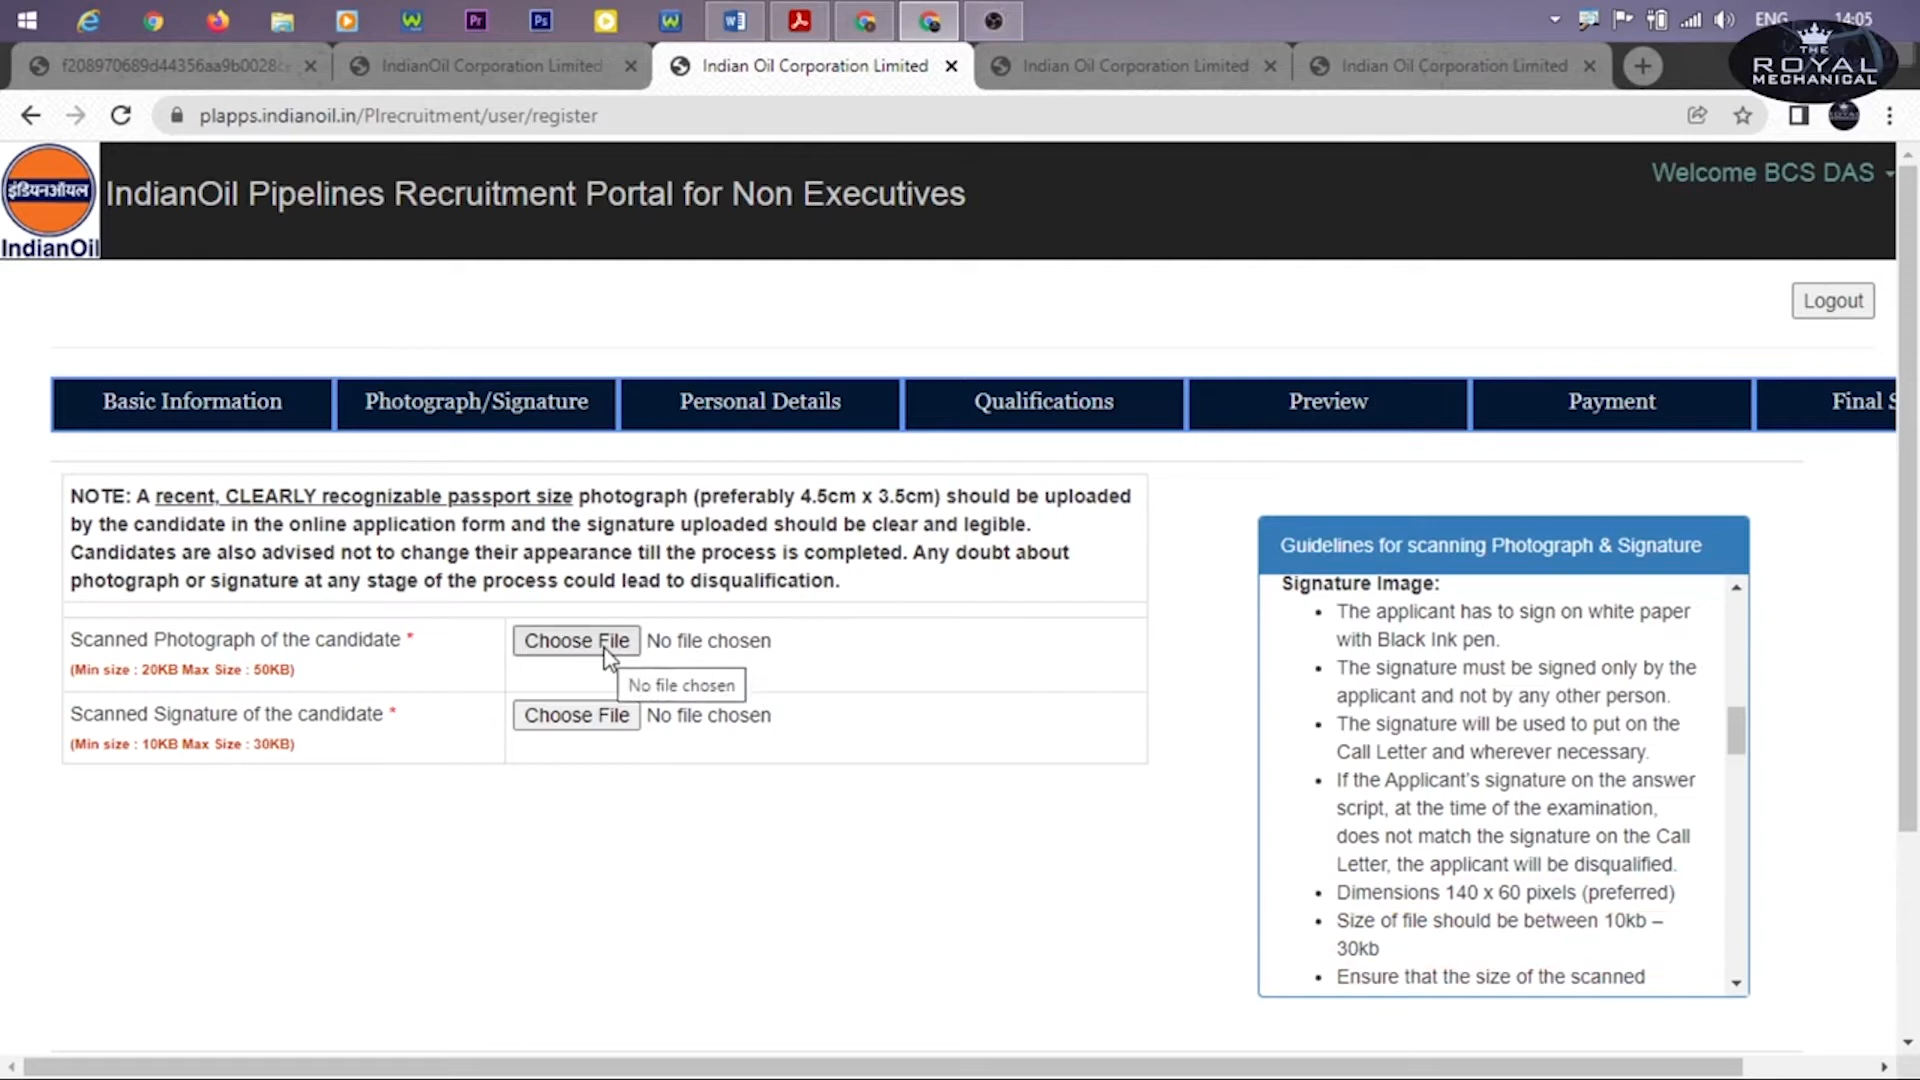 ENG
14:05
THE
ROYAL
MECHANICAL
f208970689d44356aa9b0028c
IndianOil Corporation Limited
Indian Oil Corporation Limited
Indian Oil Corporation Limited
Indian Oil Corporation Limited
plapps.indianoil.in/PIrecruitment/user/register
इंडियनऑयल
IndianOil
IndianOil Pipelines Recruitment Portal for Non Executives
Welcome BCS DAS
Logout
Basic Information
Photograph/Signature
Personal Details
Qualifications
Preview
Payment
Final S
NOTE: A recent, CLEARLY recognizable passport size photograph (preferably 4.5cm x 3.5cm) should be uploaded
by the candidate in the online application form and the signature uploaded should be clear and legible.
Candidates are also advised not to change their appearance till the process is completed. Any doubt about
photograph or signature at any stage of the process could lead to disqualification.
Scanned Photograph of the candidate *
(Min size : 20KB Max Size : 50KB)
Choose File No file chosen
No file chosen
Scanned Signature of the candidate *
(Min size : 10KB Max Size : 30KB)
Choose File No file chosen
Guidelines for scanning Photograph & Signature
Signature Image:
• The applicant has to sign on white paper
with Black Ink pen.
• The signature must be signed only by the
applicant and not by any other person.
• The signature will be used to put on the
Call Letter and wherever necessary.
• If the Applicant's signature on the answer
script, at the time of the examination,
does not match the signature on the Call
Letter, the applicant will be disqualified.
• Dimensions 140 x 60 pixels (preferred)
• Size of file should be between 10kb –
30kb
• Ensure that the size of the scanned